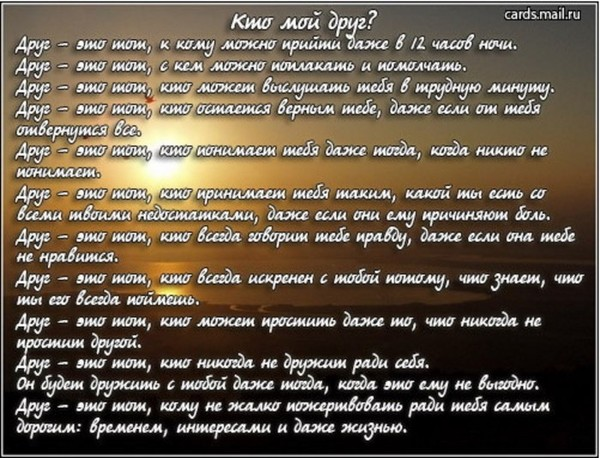 cards.mail.ru
Кто мой друг?
Друг – это тот, к кому можно прийти даже в 12 часов ночи.
Друг – это тот, с кем можно поплакать и помолчать.
Друг – это тот, кто может выслушать тебя в трудную минуту.
Друг – это тот, кто остается верным тебе, даже если от тебя
отвернутся все.
Друг – это тот, кто понимает тебя даже тогда, когда никто не
понимает.
Друг – это тот, кто принимает тебя таким, какой ты есть со
всеми твоими недостатками, даже если они ему причиняют боль.
Друг – это тот, кто всегда говорит тебе правду, даже если она тебе
не нравится.
Друг – это тот, кто всегда искренен с тобой потому, что знает, что
ты его всегда поймешь.
Друг – это тот, кто может простить даже то, что никогда не
простит другой.
Друг – это тот, кто никогда не дружит ради себя.
Он будет дружить с тобой даже тогда, когда это ему не выгодно.
Друг – это тот, кому не жалко пожертвовать ради тебя самым
дорогим: временем, интересами и даже жизнью.